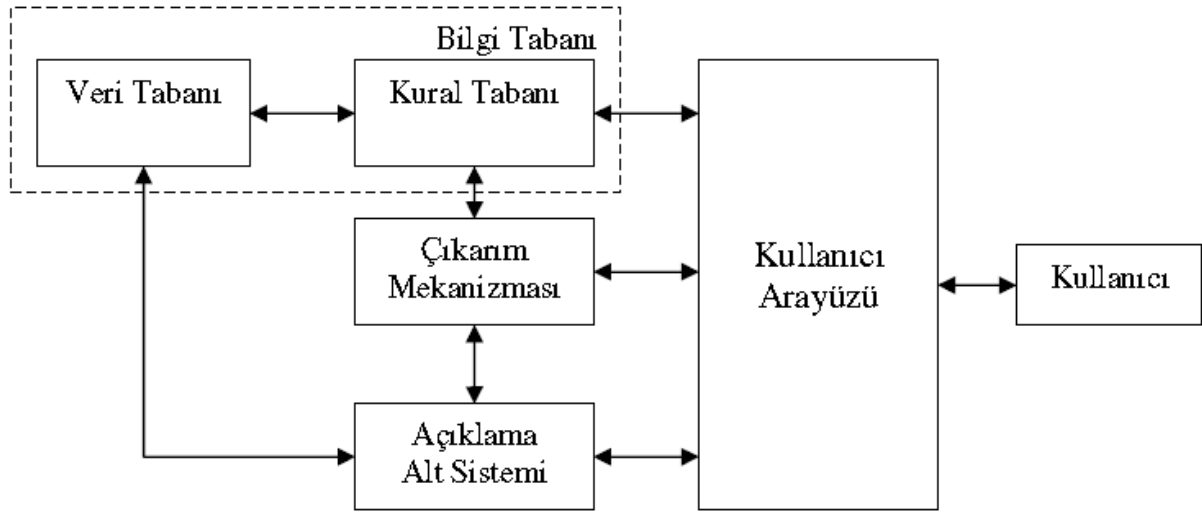 Bilgi Tabanı
Veri Tabanı
Kural Tabanı
Çıkarım
Mekanizması
Kullanıcı
Arayüzü
Kullanıcı
Açıklama
Alt Sistemi